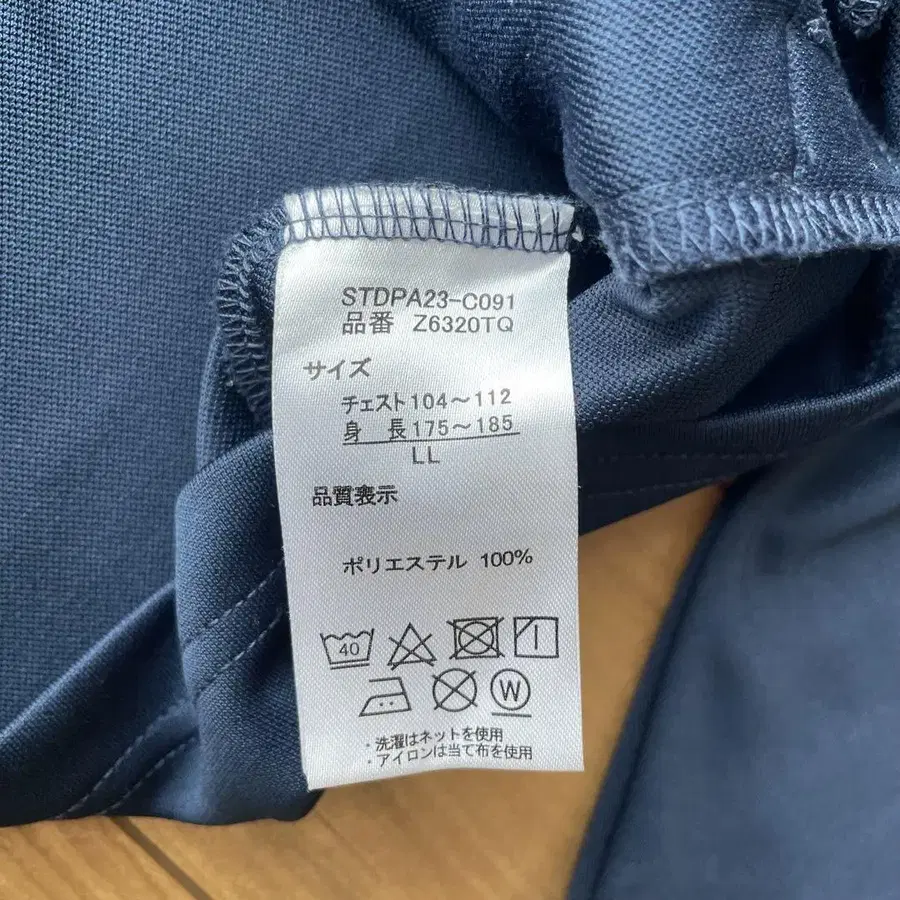 STDPA23-C091
品番 Z6320TQ
サイズ
チェスト104～112
身 長175～185
LL
品質表示
ポリエステル 100%
40
W
・洗濯はネットを使用
・アイロンは当て布を使用